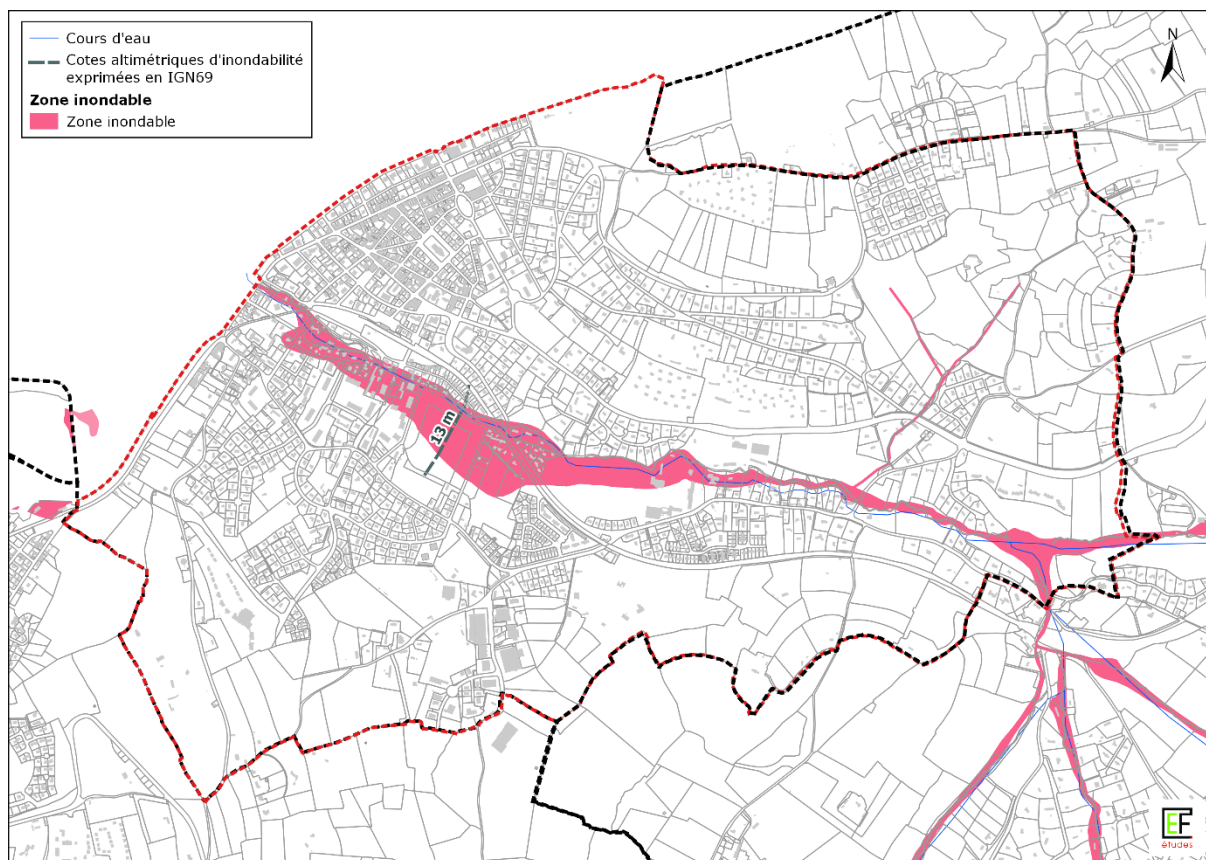 Cours d'eau
Cotes altimétriques d'inondabilité
exprimées en IGN69
Zone inondable
Zone inondable
N
13 m
EF
études